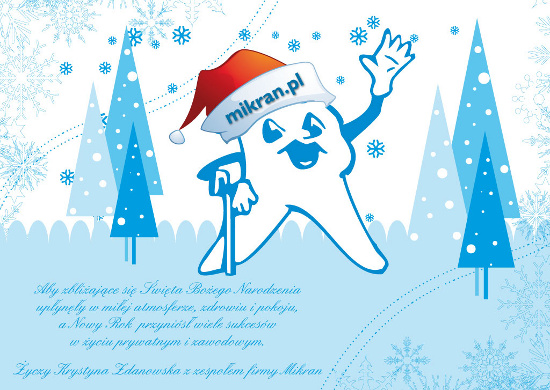 mikran.pl
Aby zbliżające się Święta Bożego Narodzenia
upłynęły w miłej atmosferze, zdrowiu i pokoju,
a Nowy Rok przyniósł wiele sukcesów
w życiu prywatnym i zawodowym.
Życzy Krystyna Zdanowska z zespołem firmy Mikran